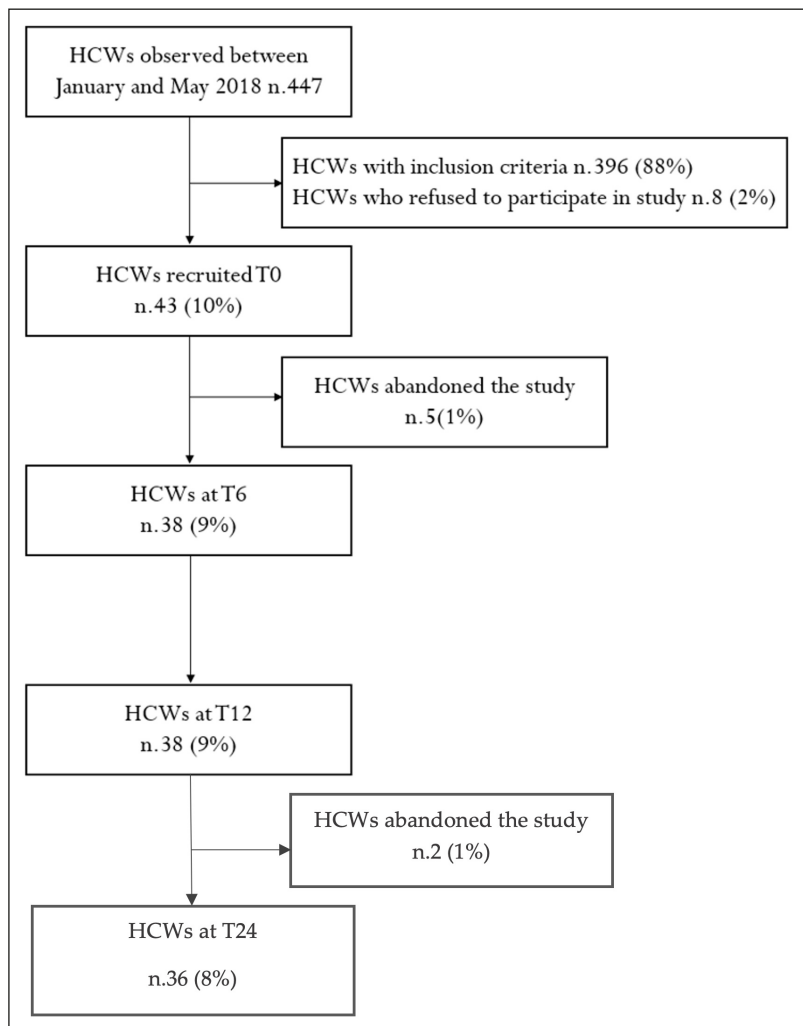 HCWs observed between
January and May 2018 n.447
HCWs with inclusion criteria n.396 (88%)
HCWs who refused to participate in study n.8 (2%)
HCWs recruited T0
n.43 (10%)
HCWs abandoned the study
n.5(1%)
HCWs at T6
n.38 (9%)
HCWs at T12
n.38 (9%)
HCWs abandoned the study
n.2 (1%)
HCWs at T24
n.36 (8%)